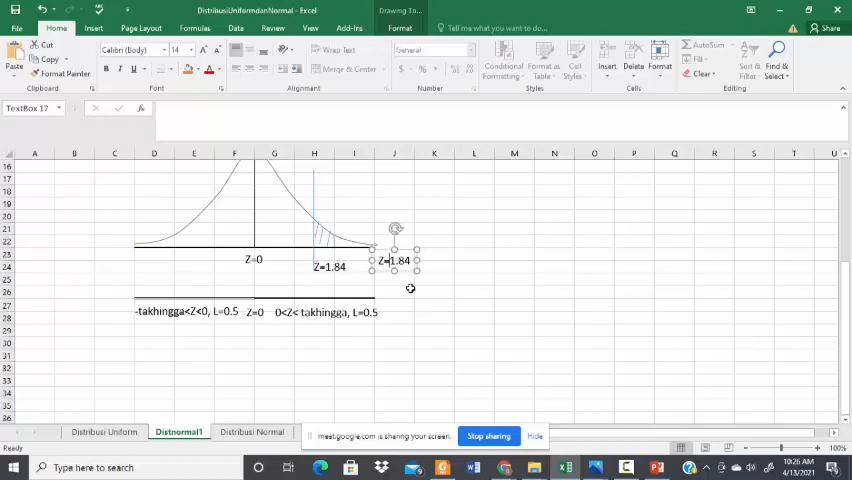 DistribusiUniformdanNormal - Excel
Drawing To...
File
Home
Insert
Page Layout
Formulas
Data
Review
View
Add-ins
Format
Tell me what you want to do
Share
Paste
Cut
Copy
Format Painter
Clipboard
Calibri (Body)
14
B I U
Font
Wrap Text
Merge & Center
Alignment
General
$ % ,
Number
Conditional Formatting
Format as Table
Cell Styles
Styles
Insert
Delete
Format
Cells
AutoSum
Fill
Clear
Sort & Filter
Find & Select
Editing
TextBox 17
fx
A B C D E F G H I J K L M N O P Q R S T U
16
17
18
19
20
21
22
23
24
25
26
27
28
29
30
31
32
33
34
35
36
Z=0
Z=1.84
Z=1.84
-takhingga<Z<0, L=0.5
Z=0
0<Z< takhingga, L=0.5
Distribusi Uniform
Distnormal1
Distribusi Normal
meet.google.com is sharing your screen.
Stop sharing
Hide
Ready
100%
Type here to search
10:26 AM
4/13/2021